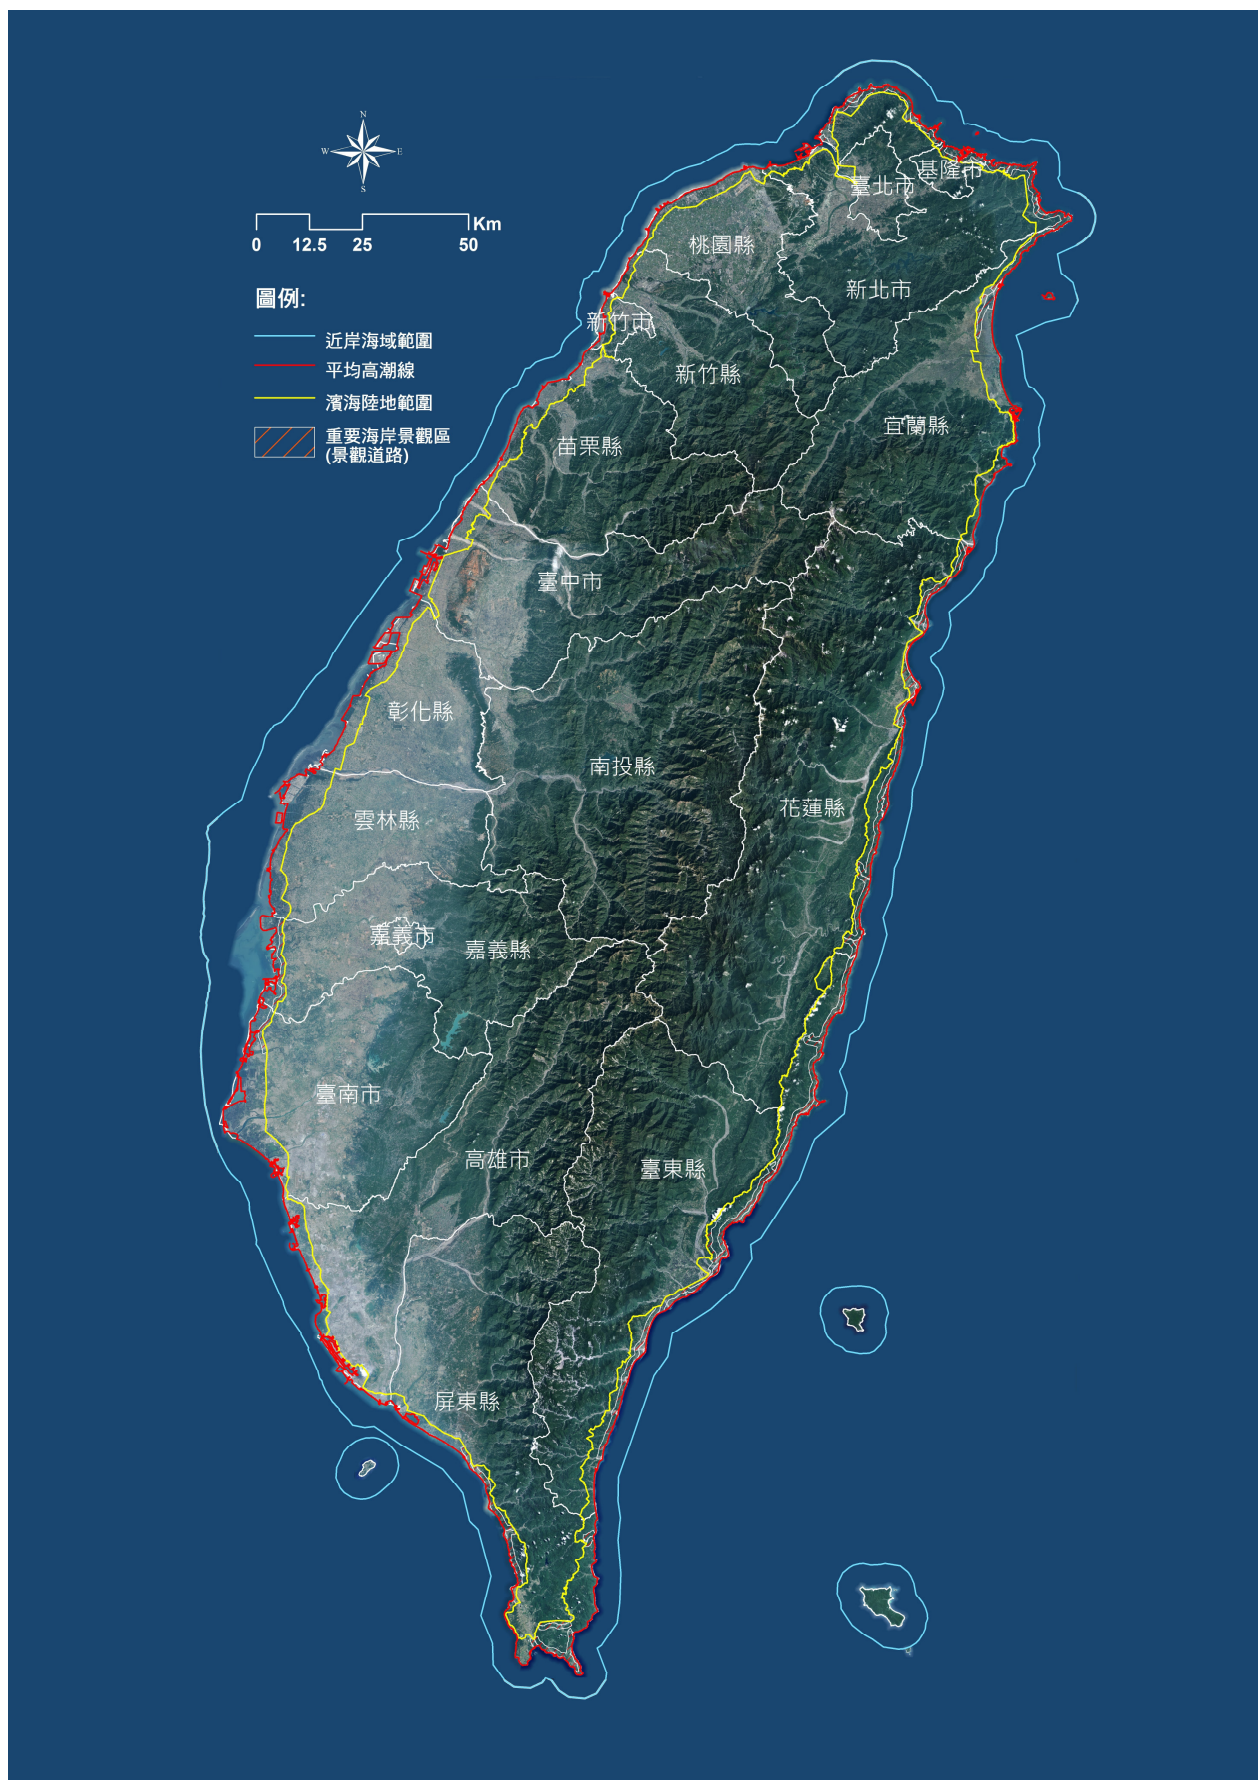 N
W
E
S
Km
0 12.5 25 50
圖例:
近岸海域範圍
平均高潮線
濱海陸地範圍
重要海岸景觀區
(景觀道路)
基隆市
臺北市
桃園縣
新北市
新竹市
新竹縣
宜蘭縣
苗栗縣
臺中市
彰化縣
南投縣
花蓮縣
雲林縣
嘉義市
嘉義縣
臺南市
高雄市
臺東縣
屏東縣